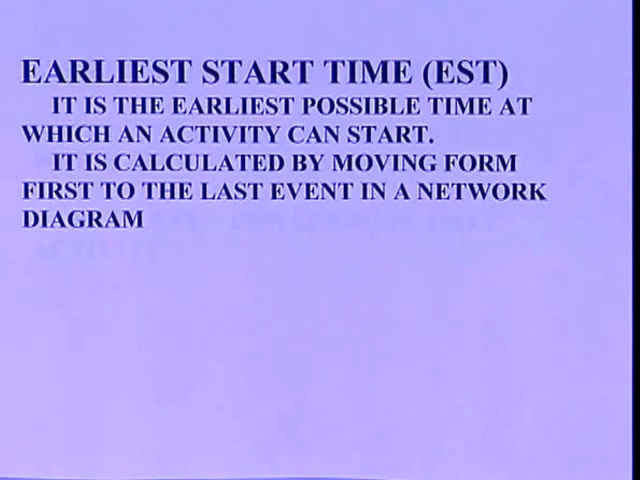 EARLIEST START TIME (EST)
IT IS THE EARLIEST POSSIBLE TIME AT
WHICH AN ACTIVITY CAN START.
IT IS CALCULATED BY MOVING FORM
FIRST TO THE LAST EVENT IN A NETWORK
DIAGRAM